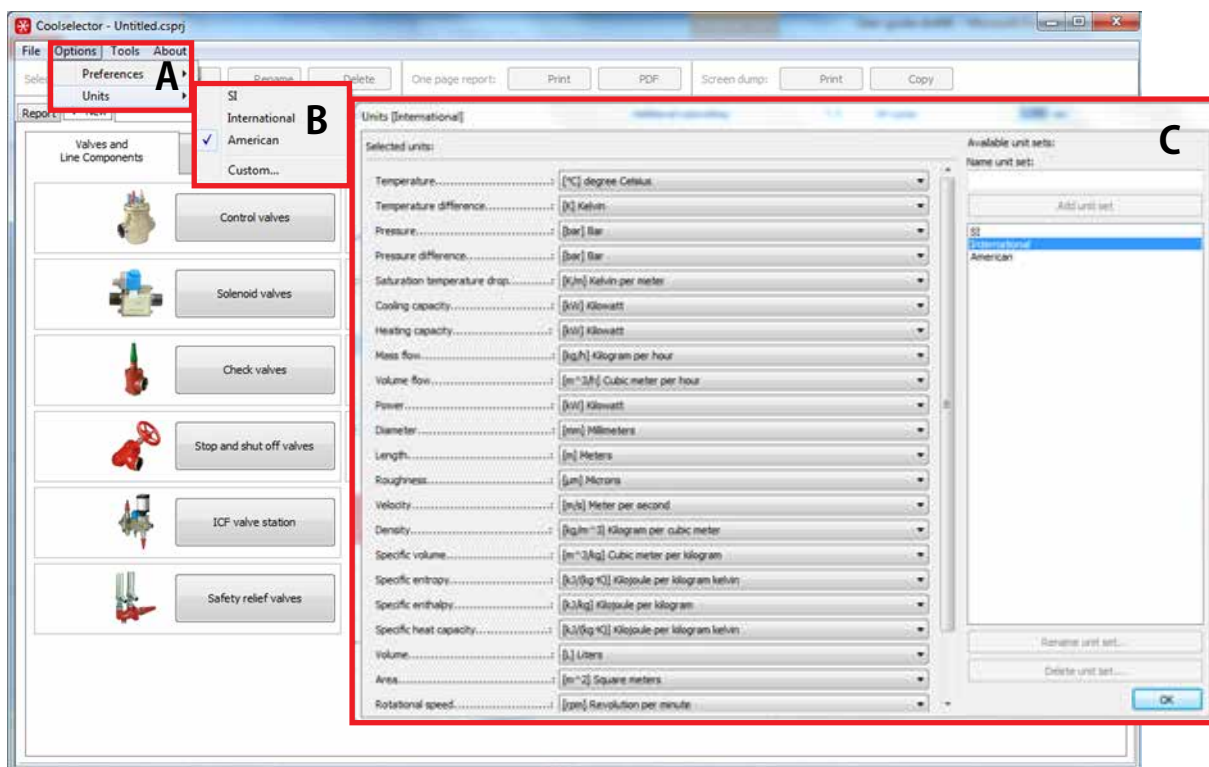 Coolselector - Untitled.csprj
File Options Tools About
Preferences
Units
A
Rename
Delete
One page report:
Print
PDF
Screen dump:
Print
Copy
Report
New
SI
International
American
Custom...
B
Valves and
Line Components
Control valves
Solenoid valves
Check valves
Stop and shut off valves
ICF valve station
Safety relief valves
Units [International]
C
Selected units:
Temperature: [°C] degree Celsius
Temperature difference: [K] Kelvin
Pressure: [bar] Bar
Pressure difference: [bar] Bar
Saturation temperature drop: [K/m] Kelvin per meter
Cooling capacity: [kW] Kilowatt
Heating capacity: [kW] Kilowatt
Mass flow: [kg/h] Kilogram per hour
Volume flow: [m^3/h] Cubic meter per hour
Power: [kW] Kilowatt
Diameter: [mm] Millimeters
Length: [m] Meters
Roughness: [µm] Microns
Velocity: [m/s] Meter per second
Density: [kg/m^3] Kilogram per cubic meter
Specific volume: [m^3/kg] Cubic meter per kilogram
Specific entropy: [kJ/(kg·K)] Kilojoule per kilogram kelvin
Specific enthalpy: [kJ/kg] Kilojoule per kilogram
Specific heat capacity: [kJ/(kg·K)] Kilojoule per kilogram kelvin
Volume: [L] Liters
Area: [m^2] Square meters
Rotational speed: [rpm] Revolution per minute
Available unit sets:
Name unit set:
Add unit set
SI
International
American
Rename unit set...
Delete unit set...
OK